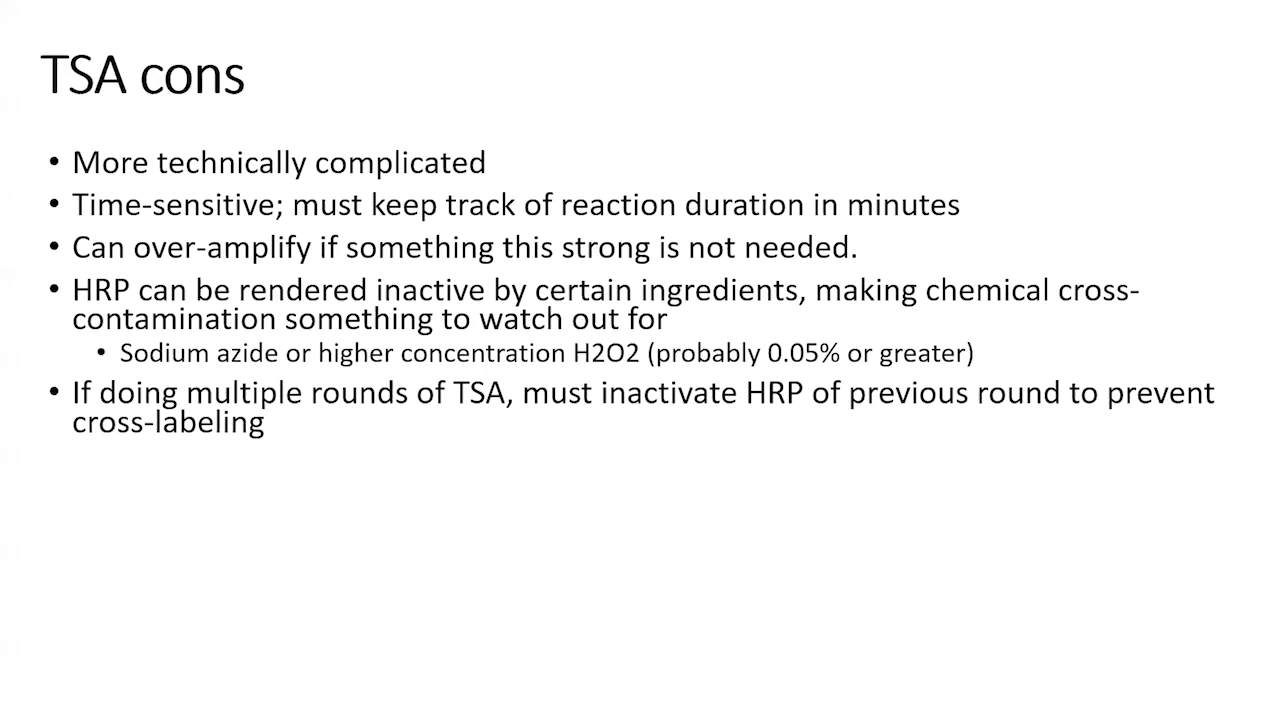 TSA cons
• More technically complicated
• Time-sensitive; must keep track of reaction duration in minutes
• Can over-amplify if something this strong is not needed.
• HRP can be rendered inactive by certain ingredients, making chemical cross-
contamination something to watch out for
• Sodium azide or higher concentration H2O2 (probably 0.05% or greater)
• If doing multiple rounds of TSA, must inactivate HRP of previous round to prevent
cross-labeling